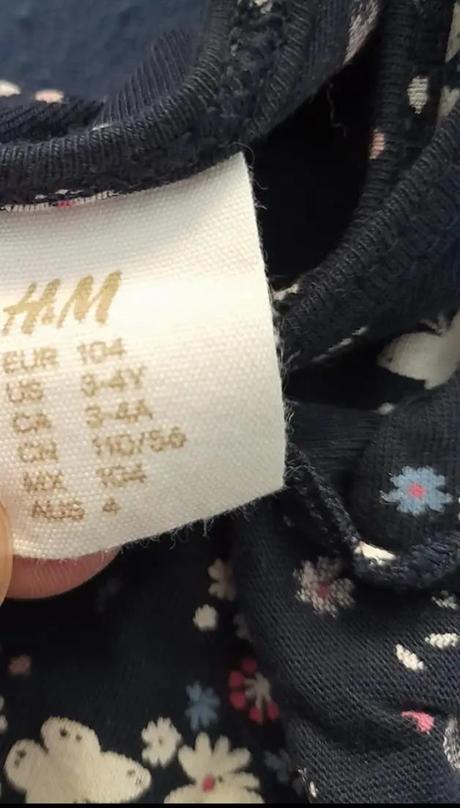 H&M
EUR 104
US 3-4Y
CA 3-4A
CN 110/56
MX 104
AUS 4